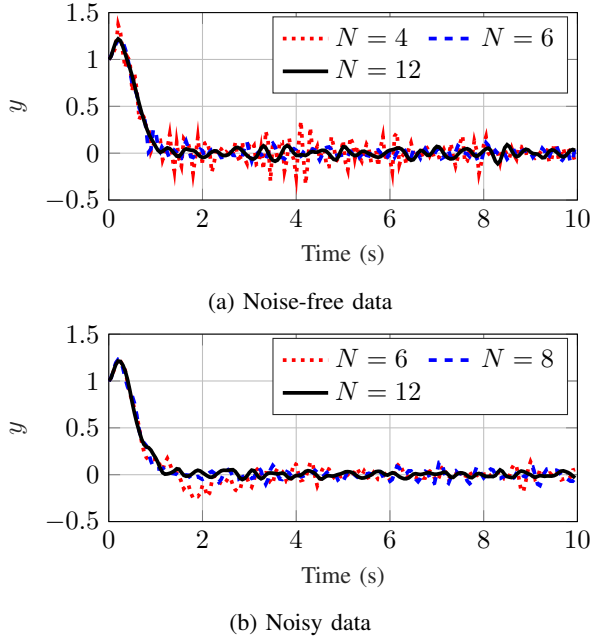 1.5
1
0.5
0
−0.5
y
N = 4 N = 6
N = 12
0 2 4 6 8 10
Time (s)
(a) Noise-free data
1.5
1
0.5
0
−0.5
y
N = 6 N = 8
N = 12
0 2 4 6 8 10
Time (s)
(b) Noisy data